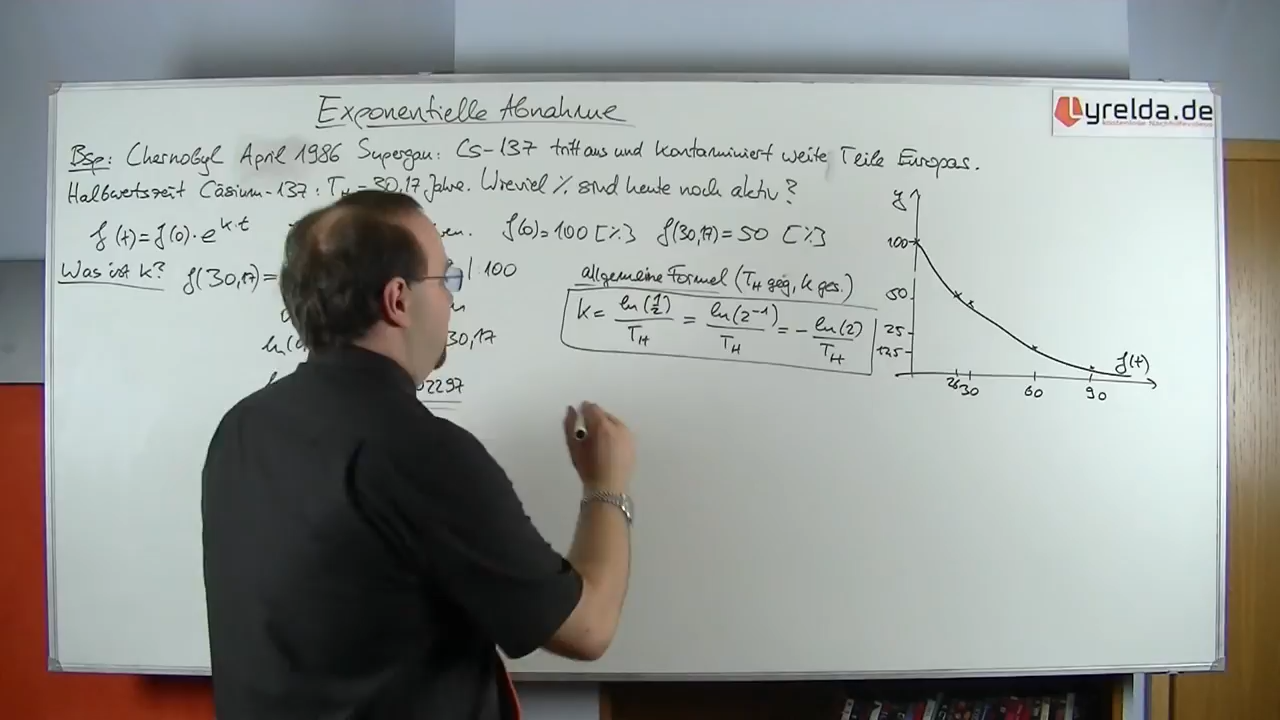 Exponentielle Abnahme
yrelda.de
Bsp: Chernobyl April 1986 Supergau: Cs-137 tritt aus und kontaminiert weite Teile Europas.
Halbwertszeit Cäsium-137: T_H = 30,17 Jahre. Wieviel % sind heute noch aktiv?
f(t)=f(0)·e^{k·t} f(0)=100 [%] f(30,17)=50 [%]
Was ist k? f(30,17)= | :100
allgemeine Formel (T_H geg, k ges.)
k = ln(1/2)/T_H = ln(2^{-1})/T_H = - ln(2)/T_H
30,17
02297
y
100
50
25
12,5
26 30 60 90
f(t)